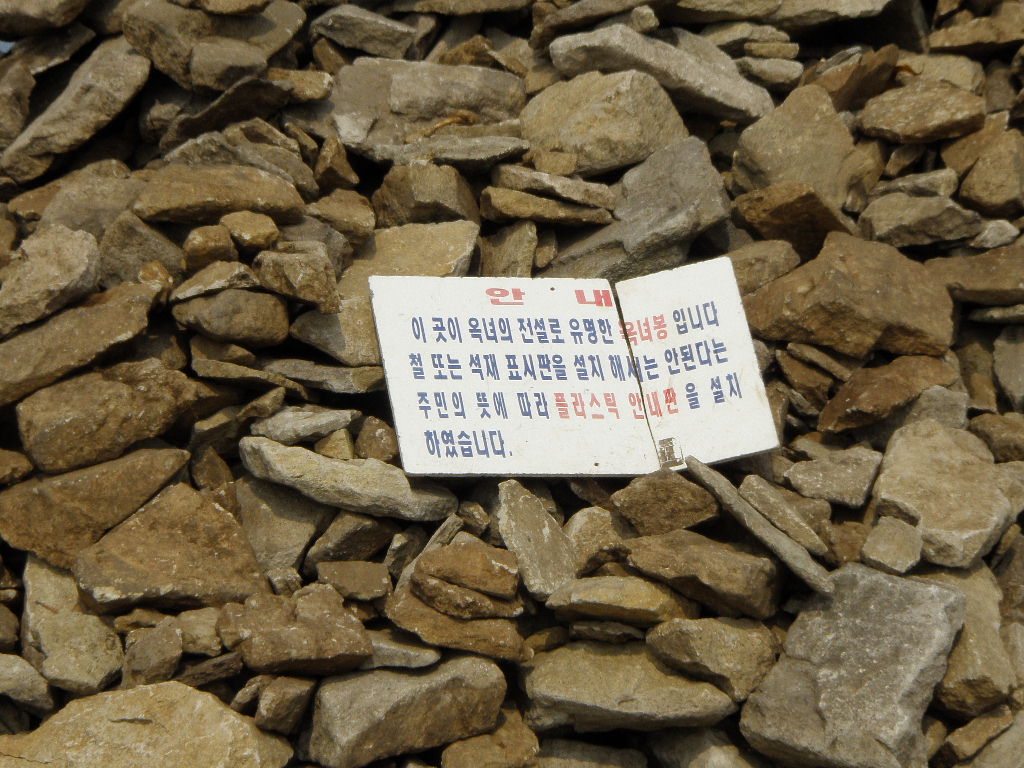 안 내
이 곳이 옥녀의 전설로 유명한 옥녀봉 입니다
철 또는 석재 표시판을 설치 해서는 안된다는
주민의 뜻에 따라 플라스틱 안내판 을 설치
하였습니다.